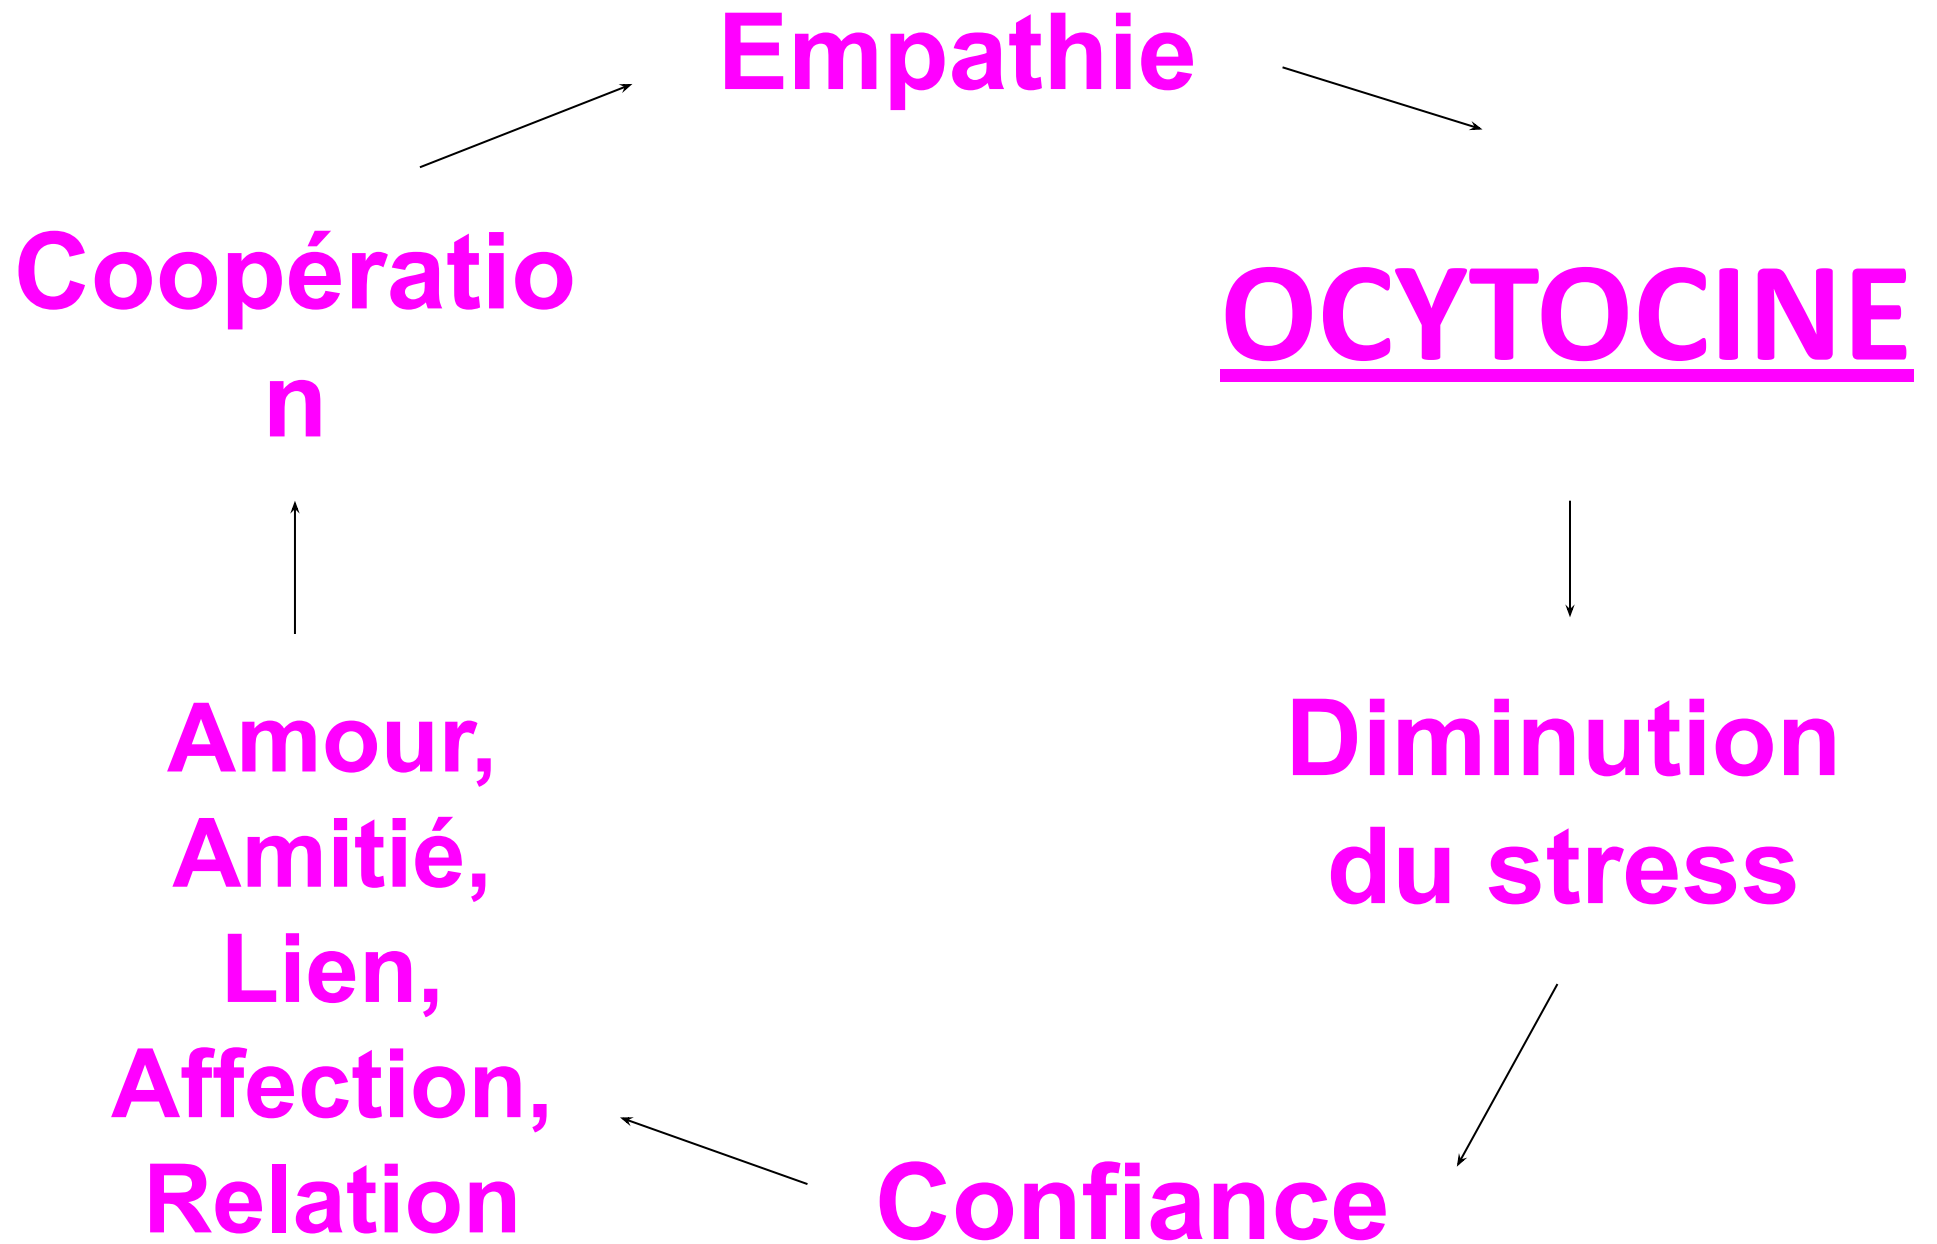 Empathie
OCYTOCINE
Diminution
du stress
Confiance
Amour,
Amitié,
Lien,
Affection,
Relation
Coopératio
n